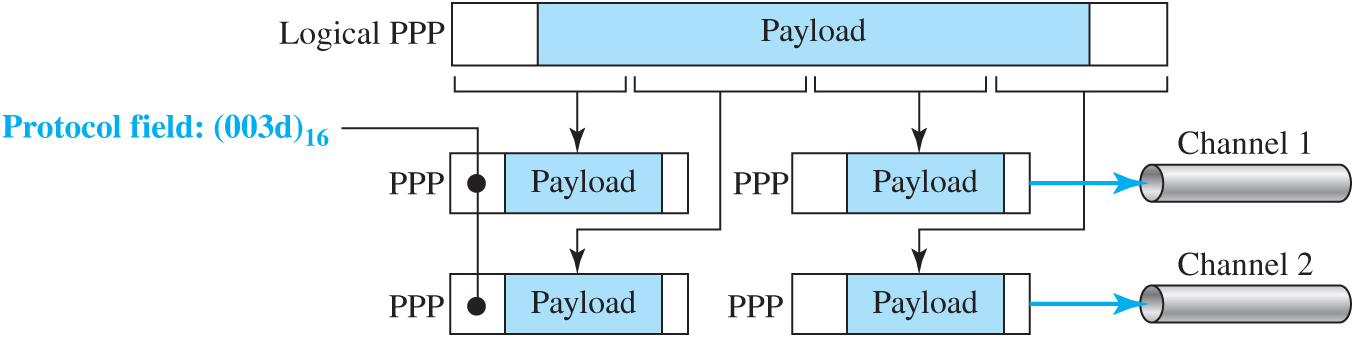 Logical PPP
Payload
Protocol field: (003d)16
PPP
Payload
PPP
Payload
Channel 1
PPP
Payload
PPP
Payload
Channel 2